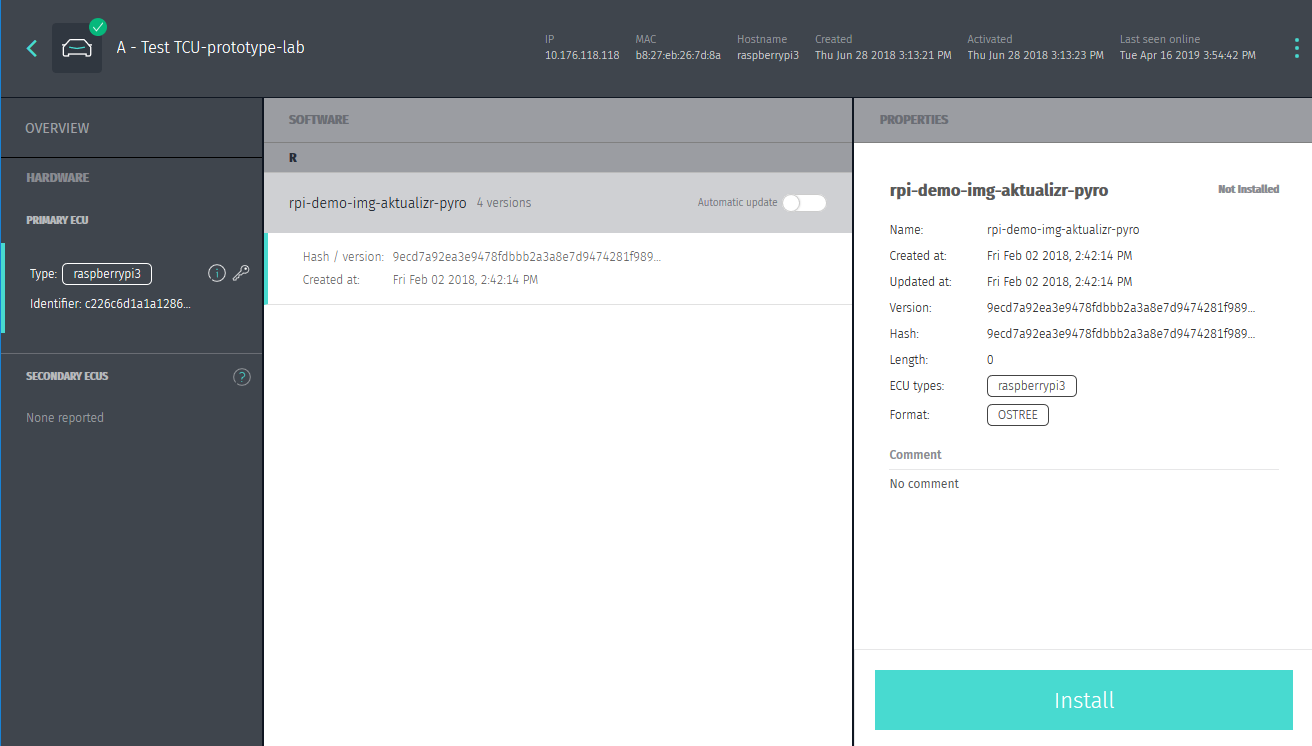 A - Test TCU-prototype-lab
IP MAC Hostname Created Activated Last seen online
10.176.118.118 b8:27:eb:26:7d:8a raspberrypi3 Thu Jun 28 2018 3:13:21 PM Thu Jun 28 2018 3:13:23 PM Tue Apr 16 2019 3:54:42 PM
OVERVIEW
HARDWARE
PRIMARY ECU
Type: raspberrypi3
Identifier: c226c6d1a1a1286...
SECONDARY ECUS ?
None reported
SOFTWARE
R
rpi-demo-img-aktualizr-pyro 4 versions Automatic update
Hash / version: 9ecd7a92ea3e9478fdbbb2a3a8e7d9474281f989...
Created at: Fri Feb 02 2018, 2:42:14 PM
PROPERTIES
rpi-demo-img-aktualizr-pyro Not Installed
Name: rpi-demo-img-aktualizr-pyro
Created at: Fri Feb 02 2018, 2:42:14 PM
Updated at: Fri Feb 02 2018, 2:42:14 PM
Version: 9ecd7a92ea3e9478fdbbb2a3a8e7d9474281f989...
Hash: 9ecd7a92ea3e9478fdbbb2a3a8e7d9474281f989...
Length: 0
ECU types: raspberrypi3
Format: OSTREE
Comment
No comment
Install